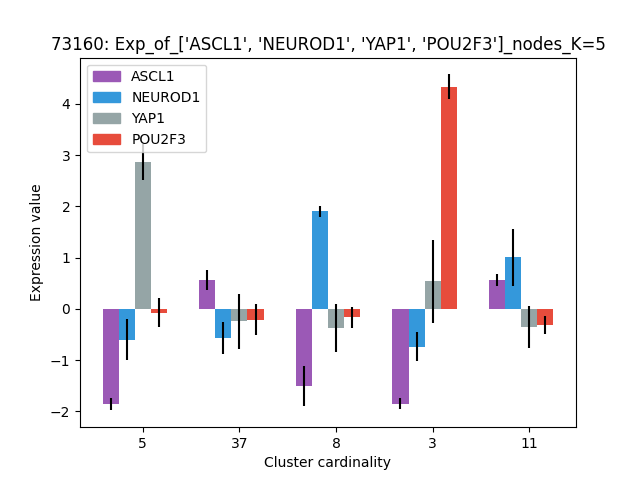 73160: Exp_of_['ASCL1', 'NEUROD1', 'YAP1', 'POU2F3']_nodes_K=5
ASCL1
NEUROD1
YAP1
POU2F3
Expression value
4
3
2
1
0
−1
−2
5 37 8 3 11
Cluster cardinality